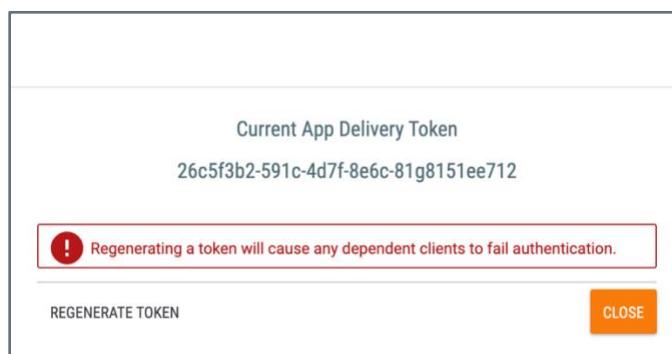 Current App Delivery Token
26c5f3b2-591c-4d7f-8e6c-81g8151ee712
Regenerating a token will cause any dependent clients to fail authentication.
REGENERATE TOKEN
CLOSE